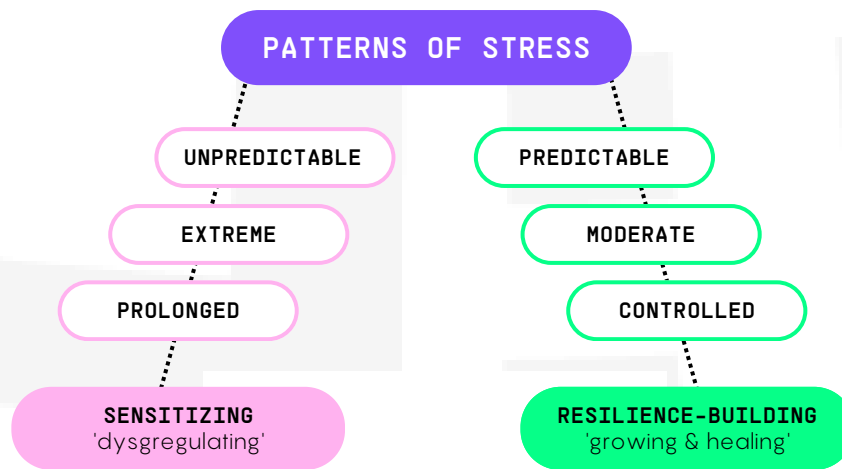 PATTERNS OF STRESS
UNPREDICTABLE
EXTREME
PROLONGED
SENSITIZING
'dysgregulating'
PREDICTABLE
MODERATE
CONTROLLED
RESILIENCE-BUILDING
'growing & healing'